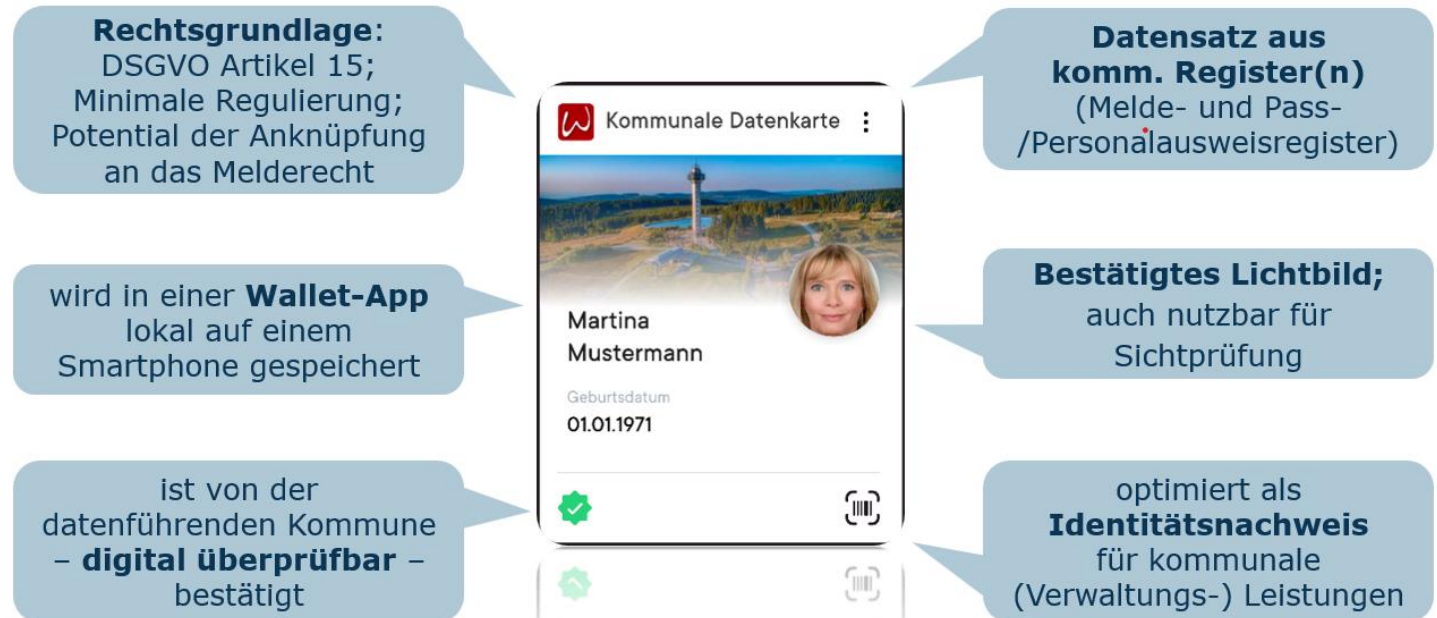 Rechtsgrundlage:
DSGVO Artikel 15;
Minimale Regulierung;
Potential der Anknüpfung
an das Melderecht
wird in einer Wallet-App
lokal auf einem
Smartphone gespeichert
ist von der
datenführenden Kommune
– digital überprüfbar –
bestätigt
Kommunale Datenkarte
Martina
Mustermann
Geburtsdatum
01.01.1971
Datensatz aus
komm. Register(n)
(Melde- und Pass-
/Personalausweisregister)
Bestätigtes Lichtbild;
auch nutzbar für
Sichtprüfung
optimiert als
Identitätsnachweis
für kommunale
(Verwaltungs-) Leistungen